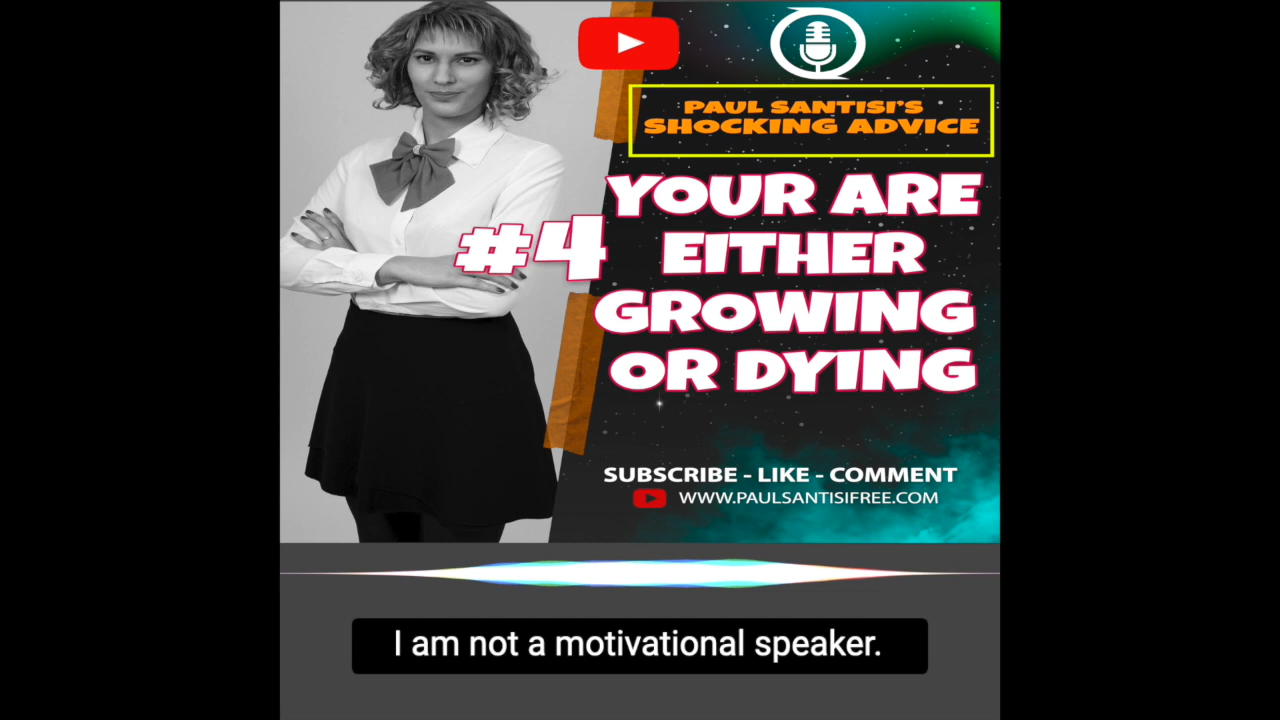 PAUL SANTISI'S
SHOCKING ADVICE
#4
YOUR ARE
EITHER
GROWING
OR DYING
SUBSCRIBE - LIKE - COMMENT
WWW.PAULSANTISIFREE.COM
I am not a motivational speaker.